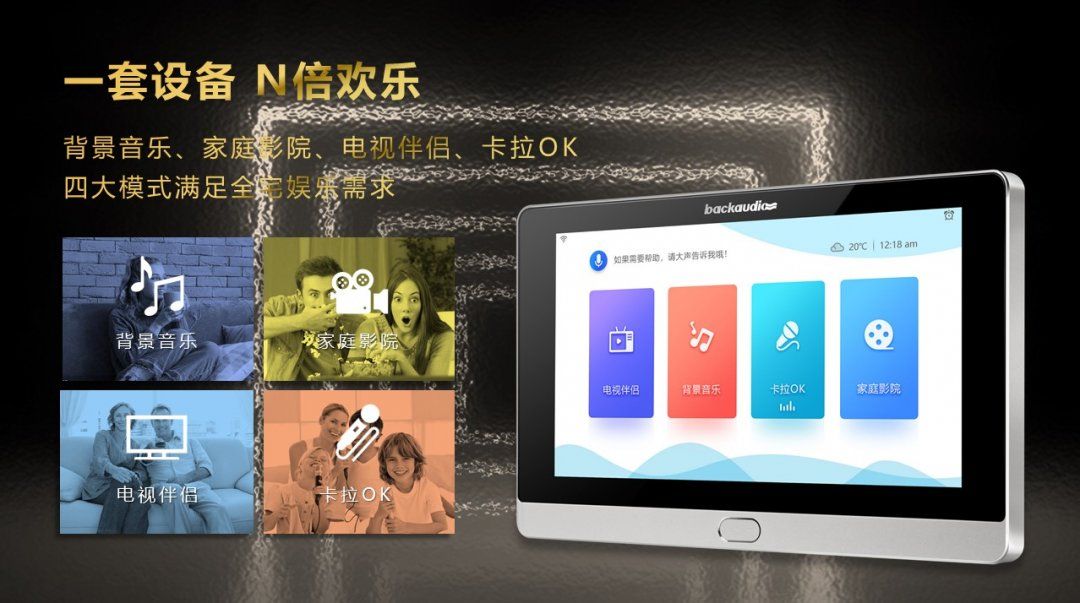 一套设备 N倍欢乐
背景音乐、家庭影院、电视伴侣、卡拉OK
四大模式满足全宅娱乐需求
背景音乐
家庭影院
电视伴侣
卡拉OK
backaudio
如果需要帮助，请大声告诉我哦！
20℃ | 12:18 am
电视伴侣
背景音乐
卡拉OK
家庭影院